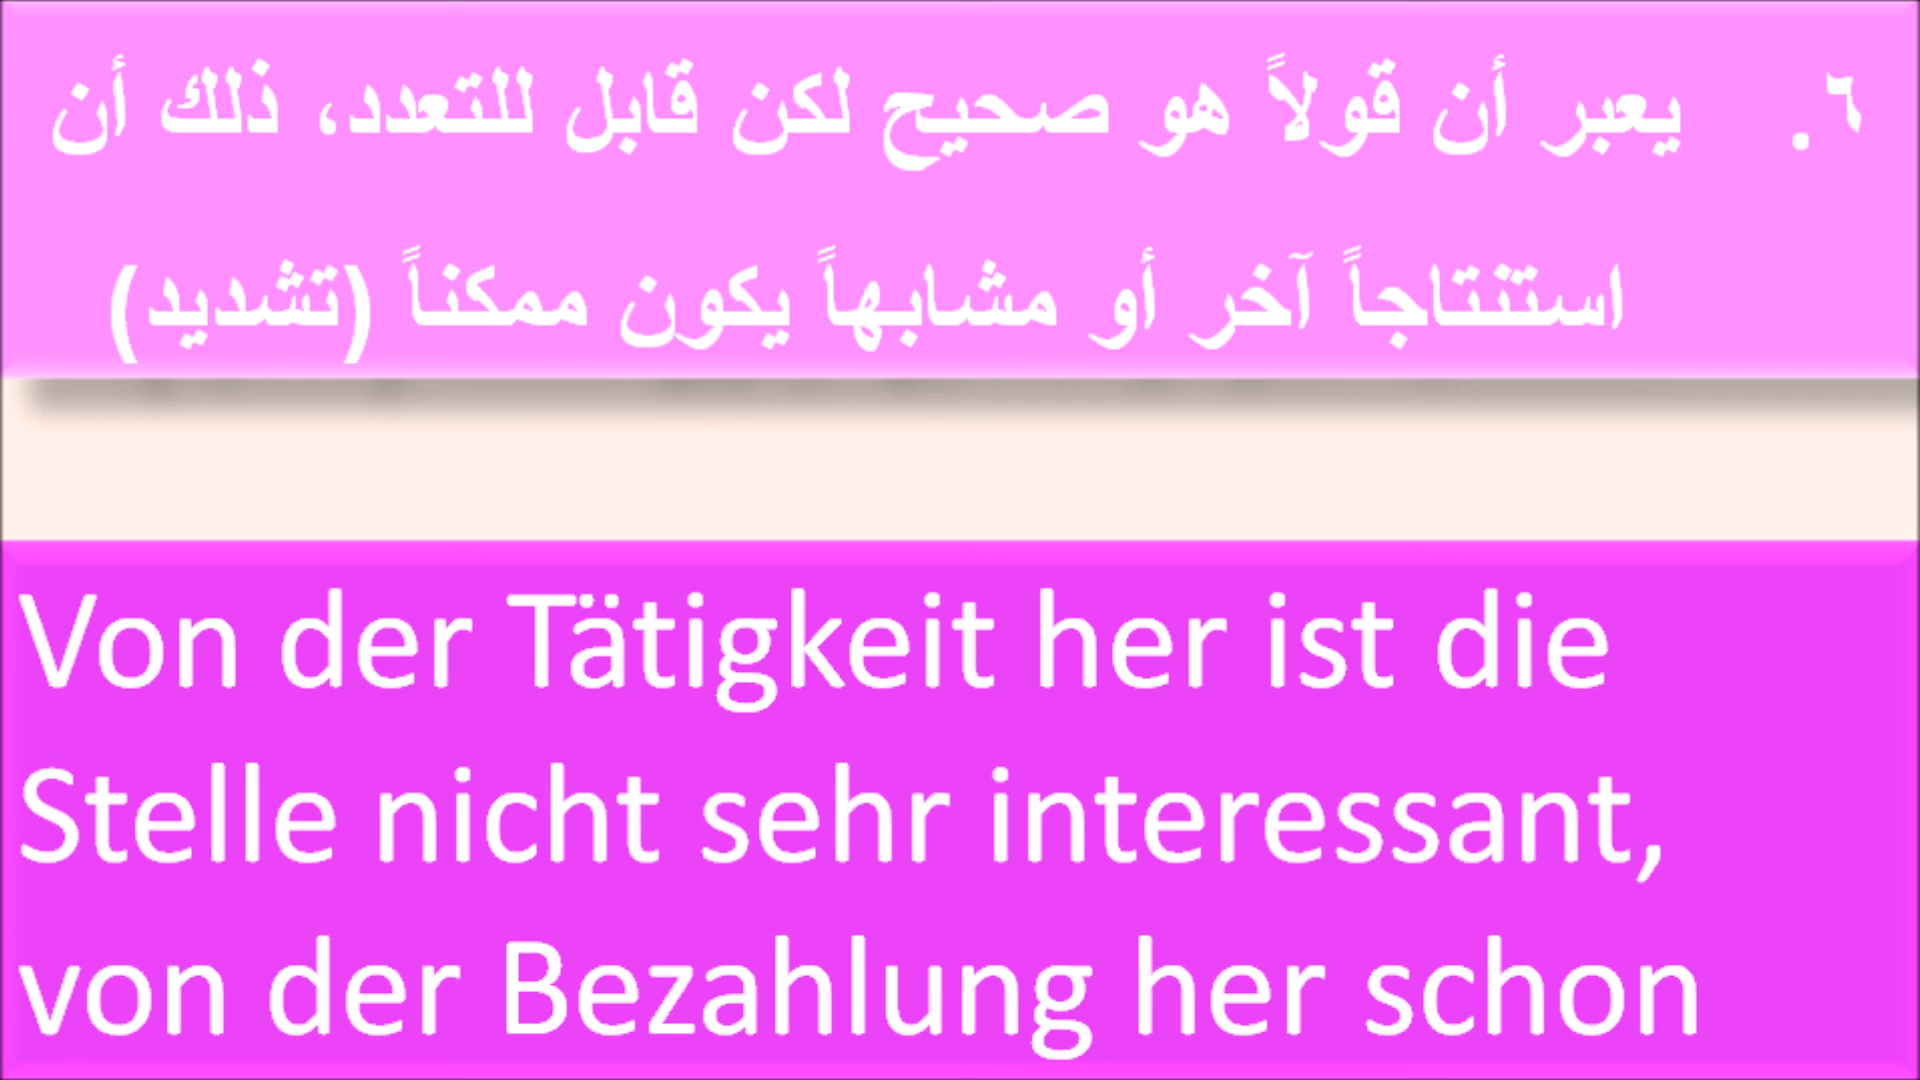 ٦. يعبر أن قولاً هو صحيح لكن قابل للتعدد، ذلك أن
استنتاجاً آخر أو مشابهاً يكون ممكناً (تشديد)
Von der Tätigkeit her ist die
Stelle nicht sehr interessant,
von der Bezahlung her schon